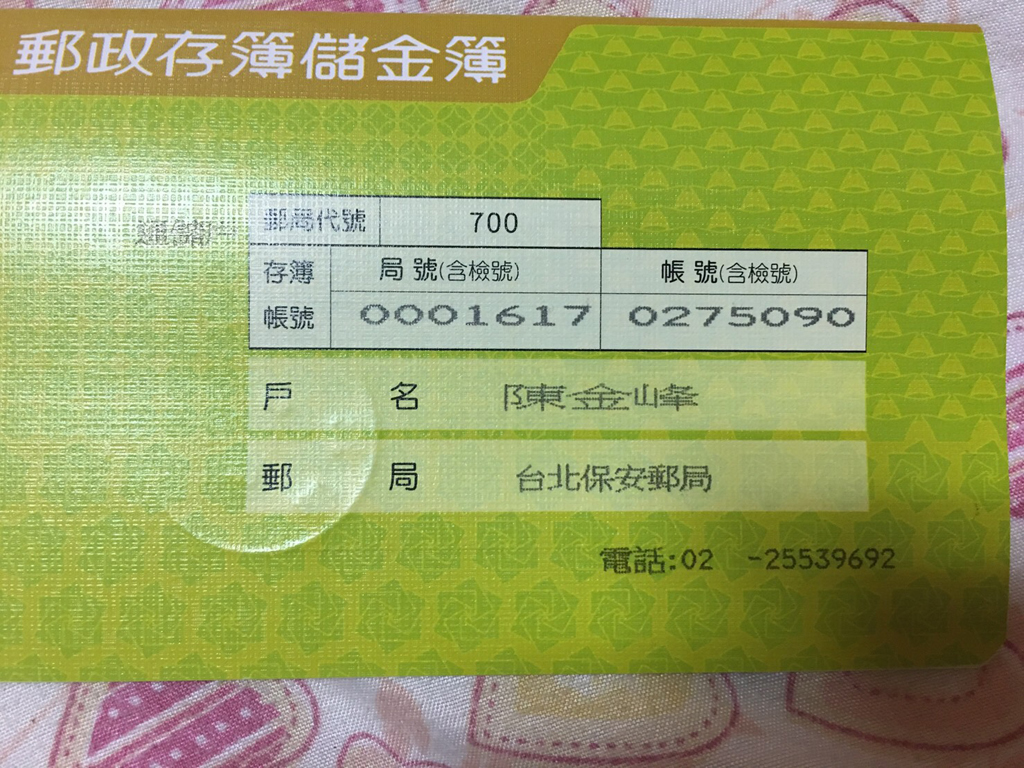 郵政存簿儲金簿
通儲
郵局代號 700
存簿 局 號(含檢號) 帳 號(含檢號)
帳號 0001617 0275090
戶 名 陳金峰
郵 局 台北保安郵局
電話:02 -25539692